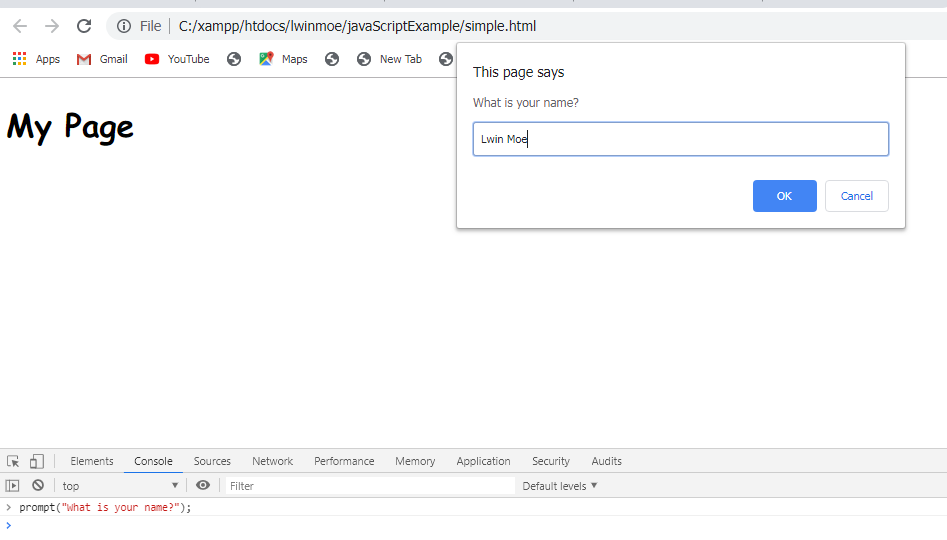 File | C:/xampp/htdocs/lwinmoe/javaScriptExample/simple.html
Apps Gmail YouTube Maps New Tab
This page says
What is your name?
Lwin Moe
OK Cancel
My Page
Elements Console Sources Network Performance Memory Application Security Audits
top Filter Default levels
prompt("What is your name?");